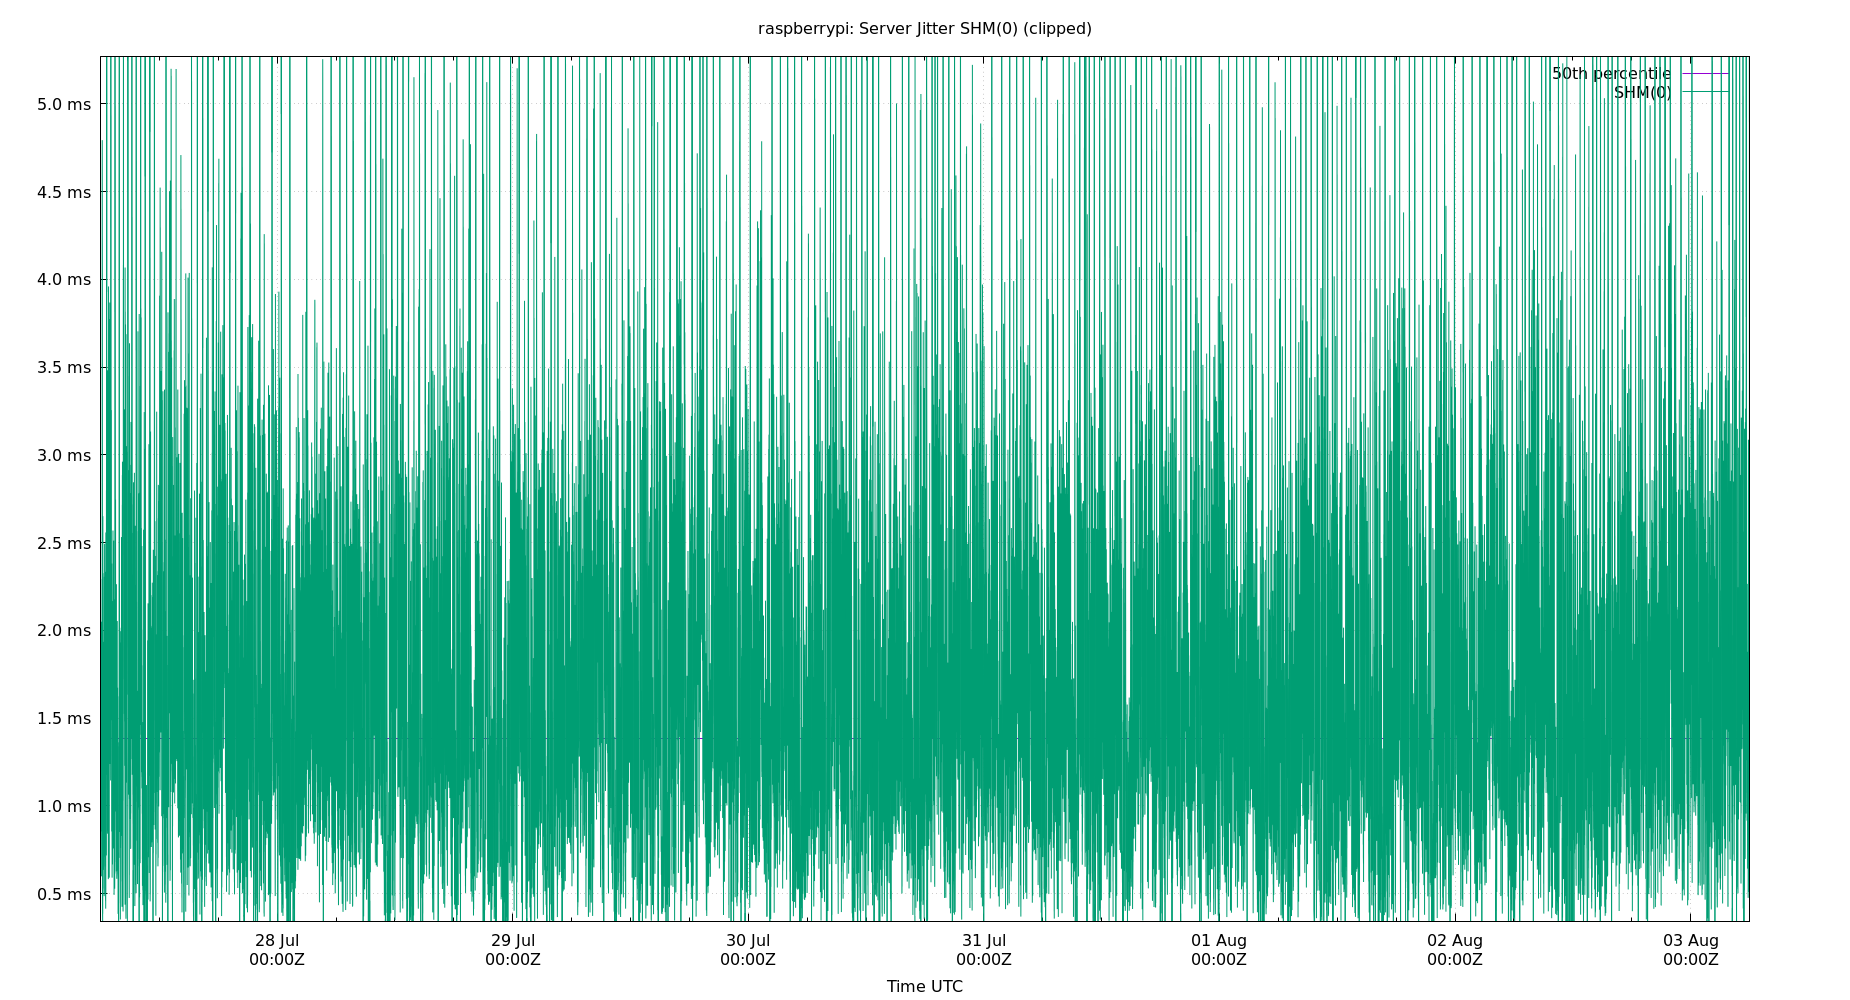 raspberrypi: Server Jitter SHM(0) (clipped)
50th percentile
SHM(0)
5.0 ms
4.5 ms
4.0 ms
3.5 ms
3.0 ms
2.5 ms
2.0 ms
1.5 ms
1.0 ms
0.5 ms
28 Jul 29 Jul 30 Jul 31 Jul 01 Aug 02 Aug 03 Aug
00:00Z 00:00Z 00:00Z 00:00Z 00:00Z 00:00Z 00:00Z
Time UTC